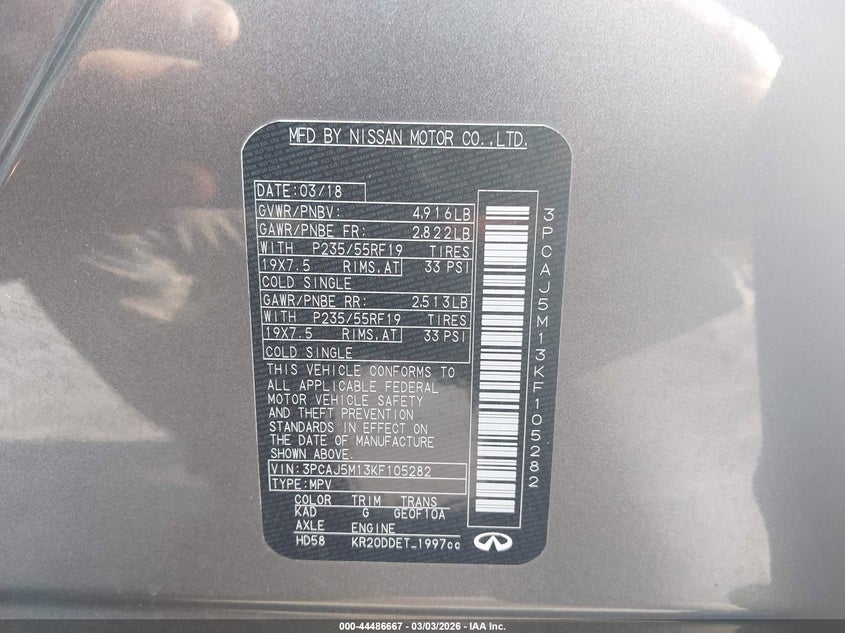 MFD BY NISSAN MOTOR CO.,LTD.
DATE:03/18
GVWR/PNBV: 4,916LB
GAWR/PNBE FR: 2,822LB
WITH P235/55RF19 TIRES
19X7.5 RIMS.AT 33 PSI
COLD SINGLE
GAWR/PNBE RR: 2,513LB
WITH P235/55RF19 TIRES
19X7.5 RIMS.AT 33 PSI
COLD SINGLE
THIS VEHICLE CONFORMS TO
ALL APPLICABLE FEDERAL
MOTOR VEHICLE SAFETY
AND THEFT PREVENTION
STANDARDS IN EFFECT ON
THE DATE OF MANUFACTURE
SHOWN ABOVE.
VIN:3PCAJ5M13KF105282
TYPE:MPV
COLOR TRIM TRANS
KAD G GE0F10A
AXLE ENGINE
HD58 KR20DDET_1997cc
3PCAJ5M13KF105282
000-44486667 - 03/03/2026 - IAA Inc.